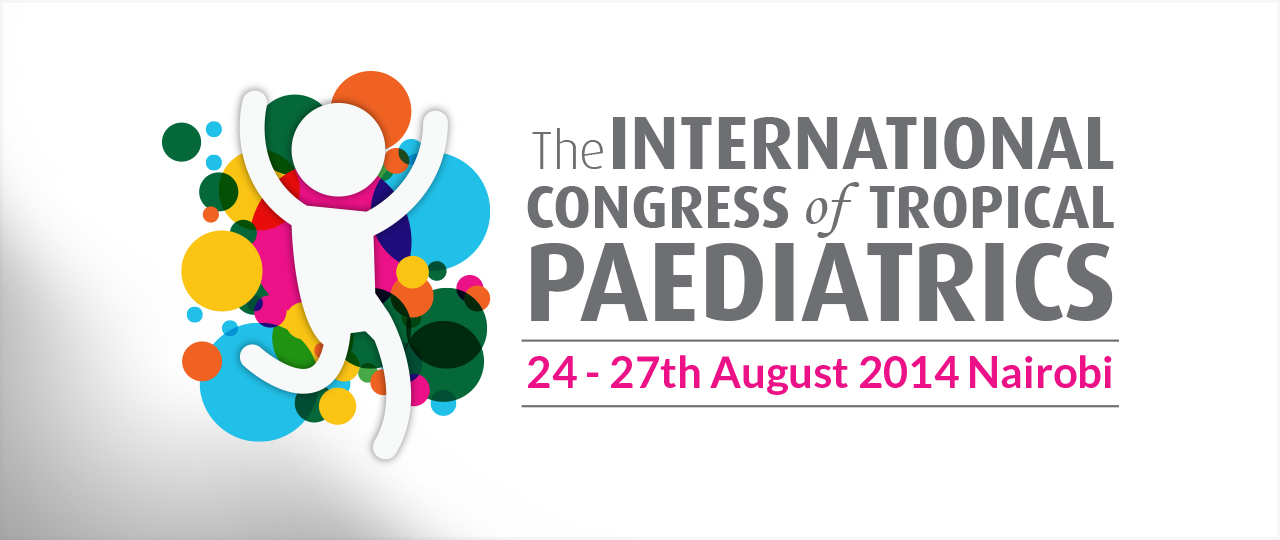 The INTERNATIONAL
CONGRESS of TROPICAL
PAEDIATRICS
24 - 27th August 2014 Nairobi